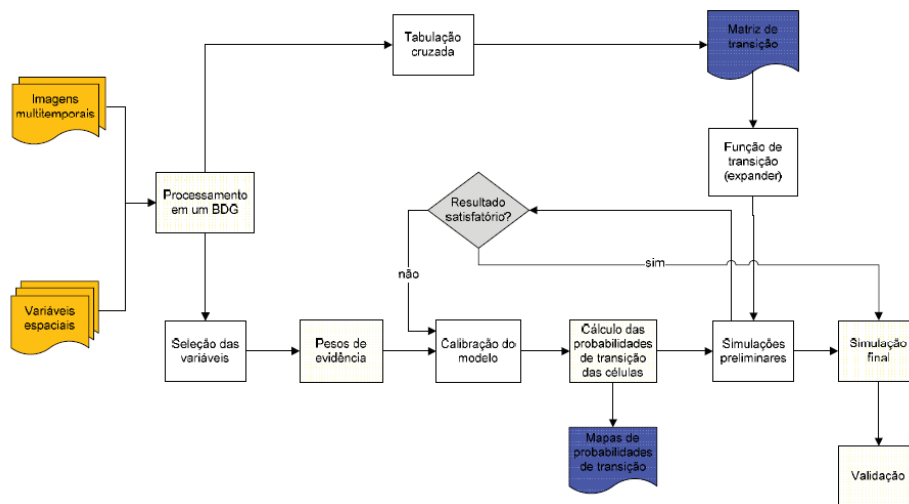 Tabulação
cruzada
Matriz de
transição
Imagens
multitemporais
Função de
transição
(expander)
Processamento
em um BDG
Resultado
satisfatório?
sim
não
Variáveis
espaciais
Seleção das
variáveis
Pesos de
evidência
Calibração do
modelo
Cálculo das
probabilidades
de transição
das células
Simulações
preliminares
Simulação
final
Mapas de
probabilidades
de transição
Validação